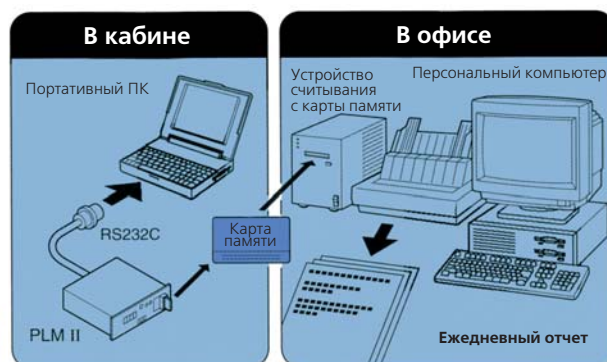 В кабине
Портативный ПК
RS232C
PLM II
Карта
памяти
В офисе
Устройство
считывания
с карты памяти
Персональный компьютер
Ежедневный отчет